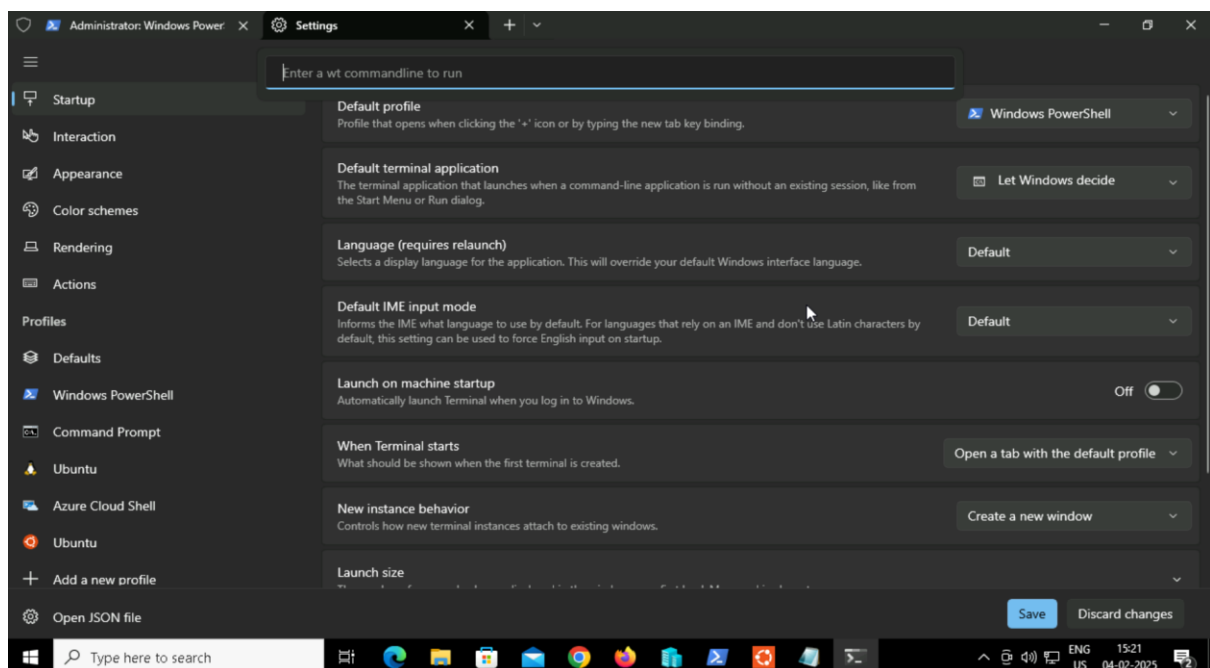 Administrator: Windows Power
Settings
Enter a wt commandline to run
Startup
Interaction
Appearance
Color schemes
Rendering
Actions
Profiles
Defaults
Windows PowerShell
Command Prompt
Ubuntu
Azure Cloud Shell
Ubuntu
Add a new profile
Open JSON file
Default profile
Profile that opens when clicking the '+' icon or by typing the new tab key binding.
Windows PowerShell
Default terminal application
The terminal application that launches when a command-line application is run without an existing session, like from
the Start Menu or Run dialog.
Let Windows decide
Language (requires relaunch)
Selects a display language for the application. This will override your default Windows interface language.
Default
Default IME input mode
Informs the IME what language to use by default. For languages that rely on an IME and don't use Latin characters by
default, this setting can be used to force English input on startup.
Default
Launch on machine startup
Automatically launch Terminal when you log in to Windows.
Off
When Terminal starts
What should be shown when the first terminal is created.
Open a tab with the default profile
New instance behavior
Controls how new terminal instances attach to existing windows.
Create a new window
Launch size
Save
Discard changes
Type here to search
ENG
US
15:21
04-02-2025
2